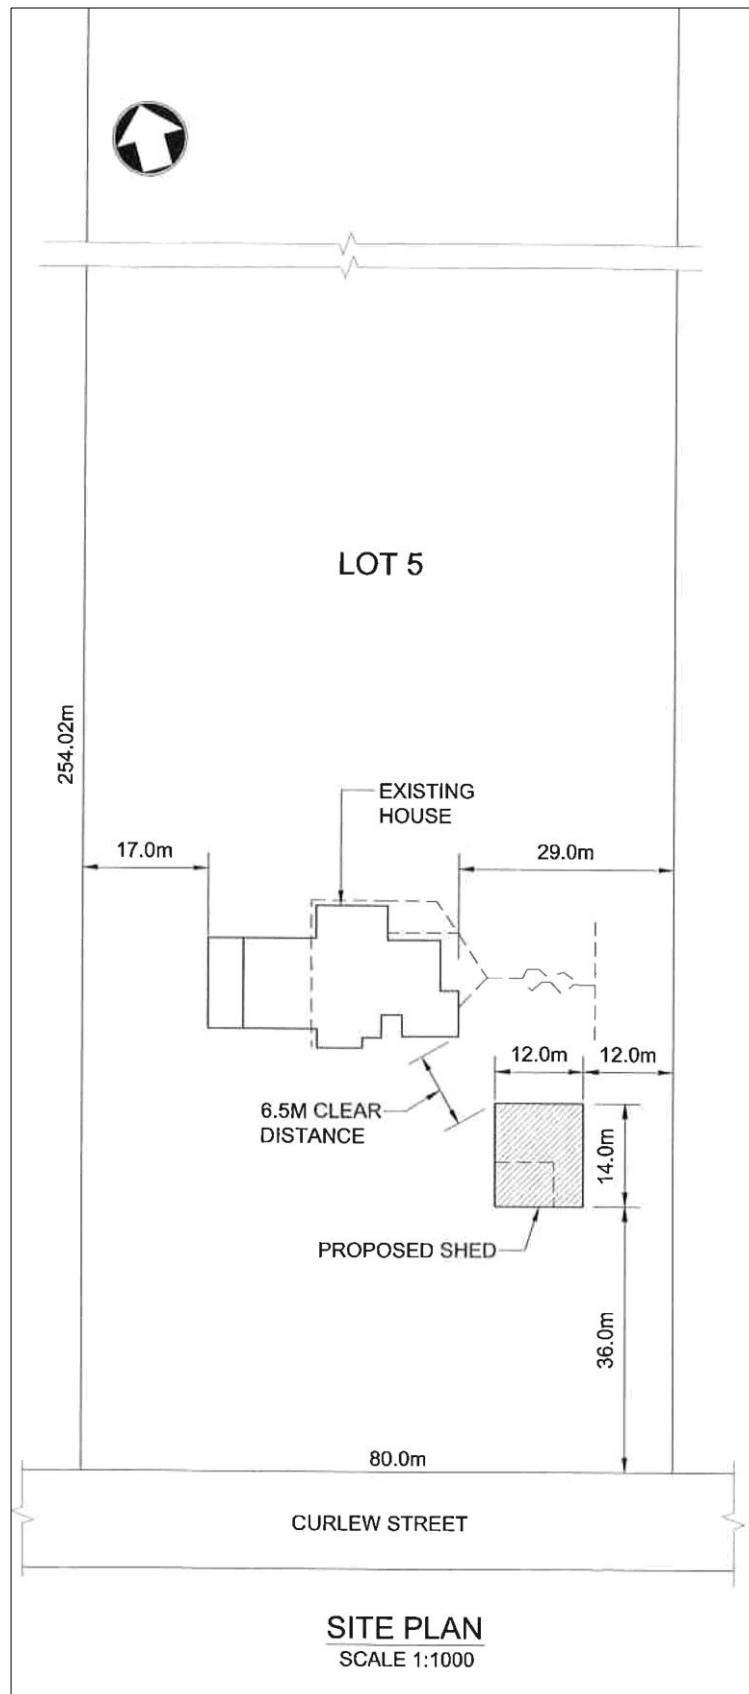 LOT 5
254.02m
EXISTING
HOUSE
17.0m
29.0m
12.0m
12.0m
6.5M CLEAR
DISTANCE
14.0m
PROPOSED SHED
36.0m
80.0m
CURLEW STREET
SITE PLAN
SCALE 1:1000